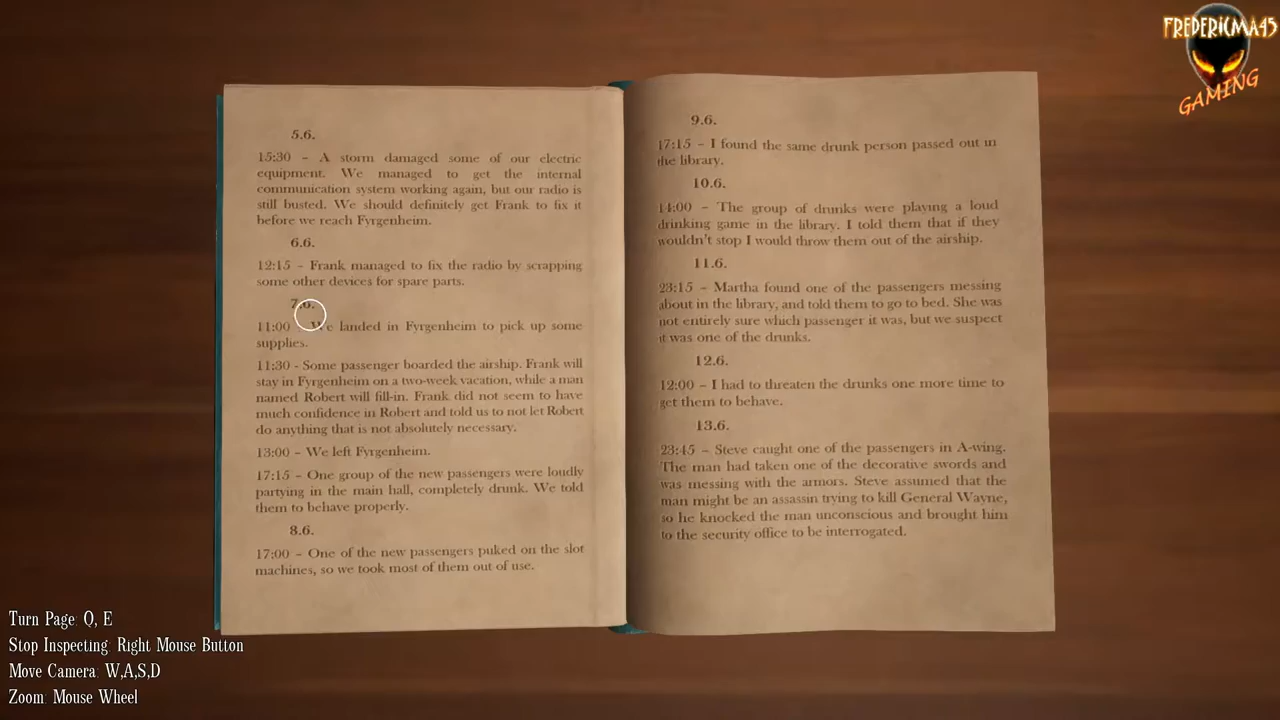 FREDERICMA45
GAMING
5.6.
15:30 – A storm damaged some of our electric
equipment. We managed to get the internal
communication system working again, but our radio is
still busted. We should definitely get Frank to fix it
before we reach Fyrgenheim.
6.6.
12:15 – Frank managed to fix the radio by scrapping
some other devices for spare parts.
7.6.
11:00 – We landed in Fyrgenheim to pick up some
supplies.
11:30 - Some passenger boarded the airship. Frank will
stay in Fyrgenheim on a two-week vacation, while a man
named Robert will fill-in. Frank did not seem to have
much confidence in Robert and told us to not let Robert
do anything that is not absolutely necessary.
13:00 – We left Fyrgenheim.
17:15 – One group of the new passengers were loudly
partying in the main hall, completely drunk. We told
them to behave properly.
8.6.
17:00 – One of the new passengers puked on the slot
machines, so we took most of them out of use.
9.6.
17:15 – I found the same drunk person passed out in
the library.
10.6.
14:00 – The group of drunks were playing a loud
drinking game in the library. I told them that if they
wouldn't stop I would throw them out of the airship.
11.6.
23:15 – Martha found one of the passengers messing
about in the library, and told them to go to bed. She was
not entirely sure which passenger it was, but we suspect
it was one of the drunks.
12.6.
12:00 – I had to threaten the drunks one more time to
get them to behave.
13.6.
23:45 – Steve caught one of the passengers in A-wing.
The man had taken one of the decorative swords and
was messing with the armors. Steve assumed that the
man might be an assassin trying to kill General Wayne,
so he knocked the man unconscious and brought him
to the security office to be interrogated.
Turn Page: Q, E
Stop Inspecting: Right Mouse Button
Move Camera: W,A,S,D
Zoom: Mouse Wheel